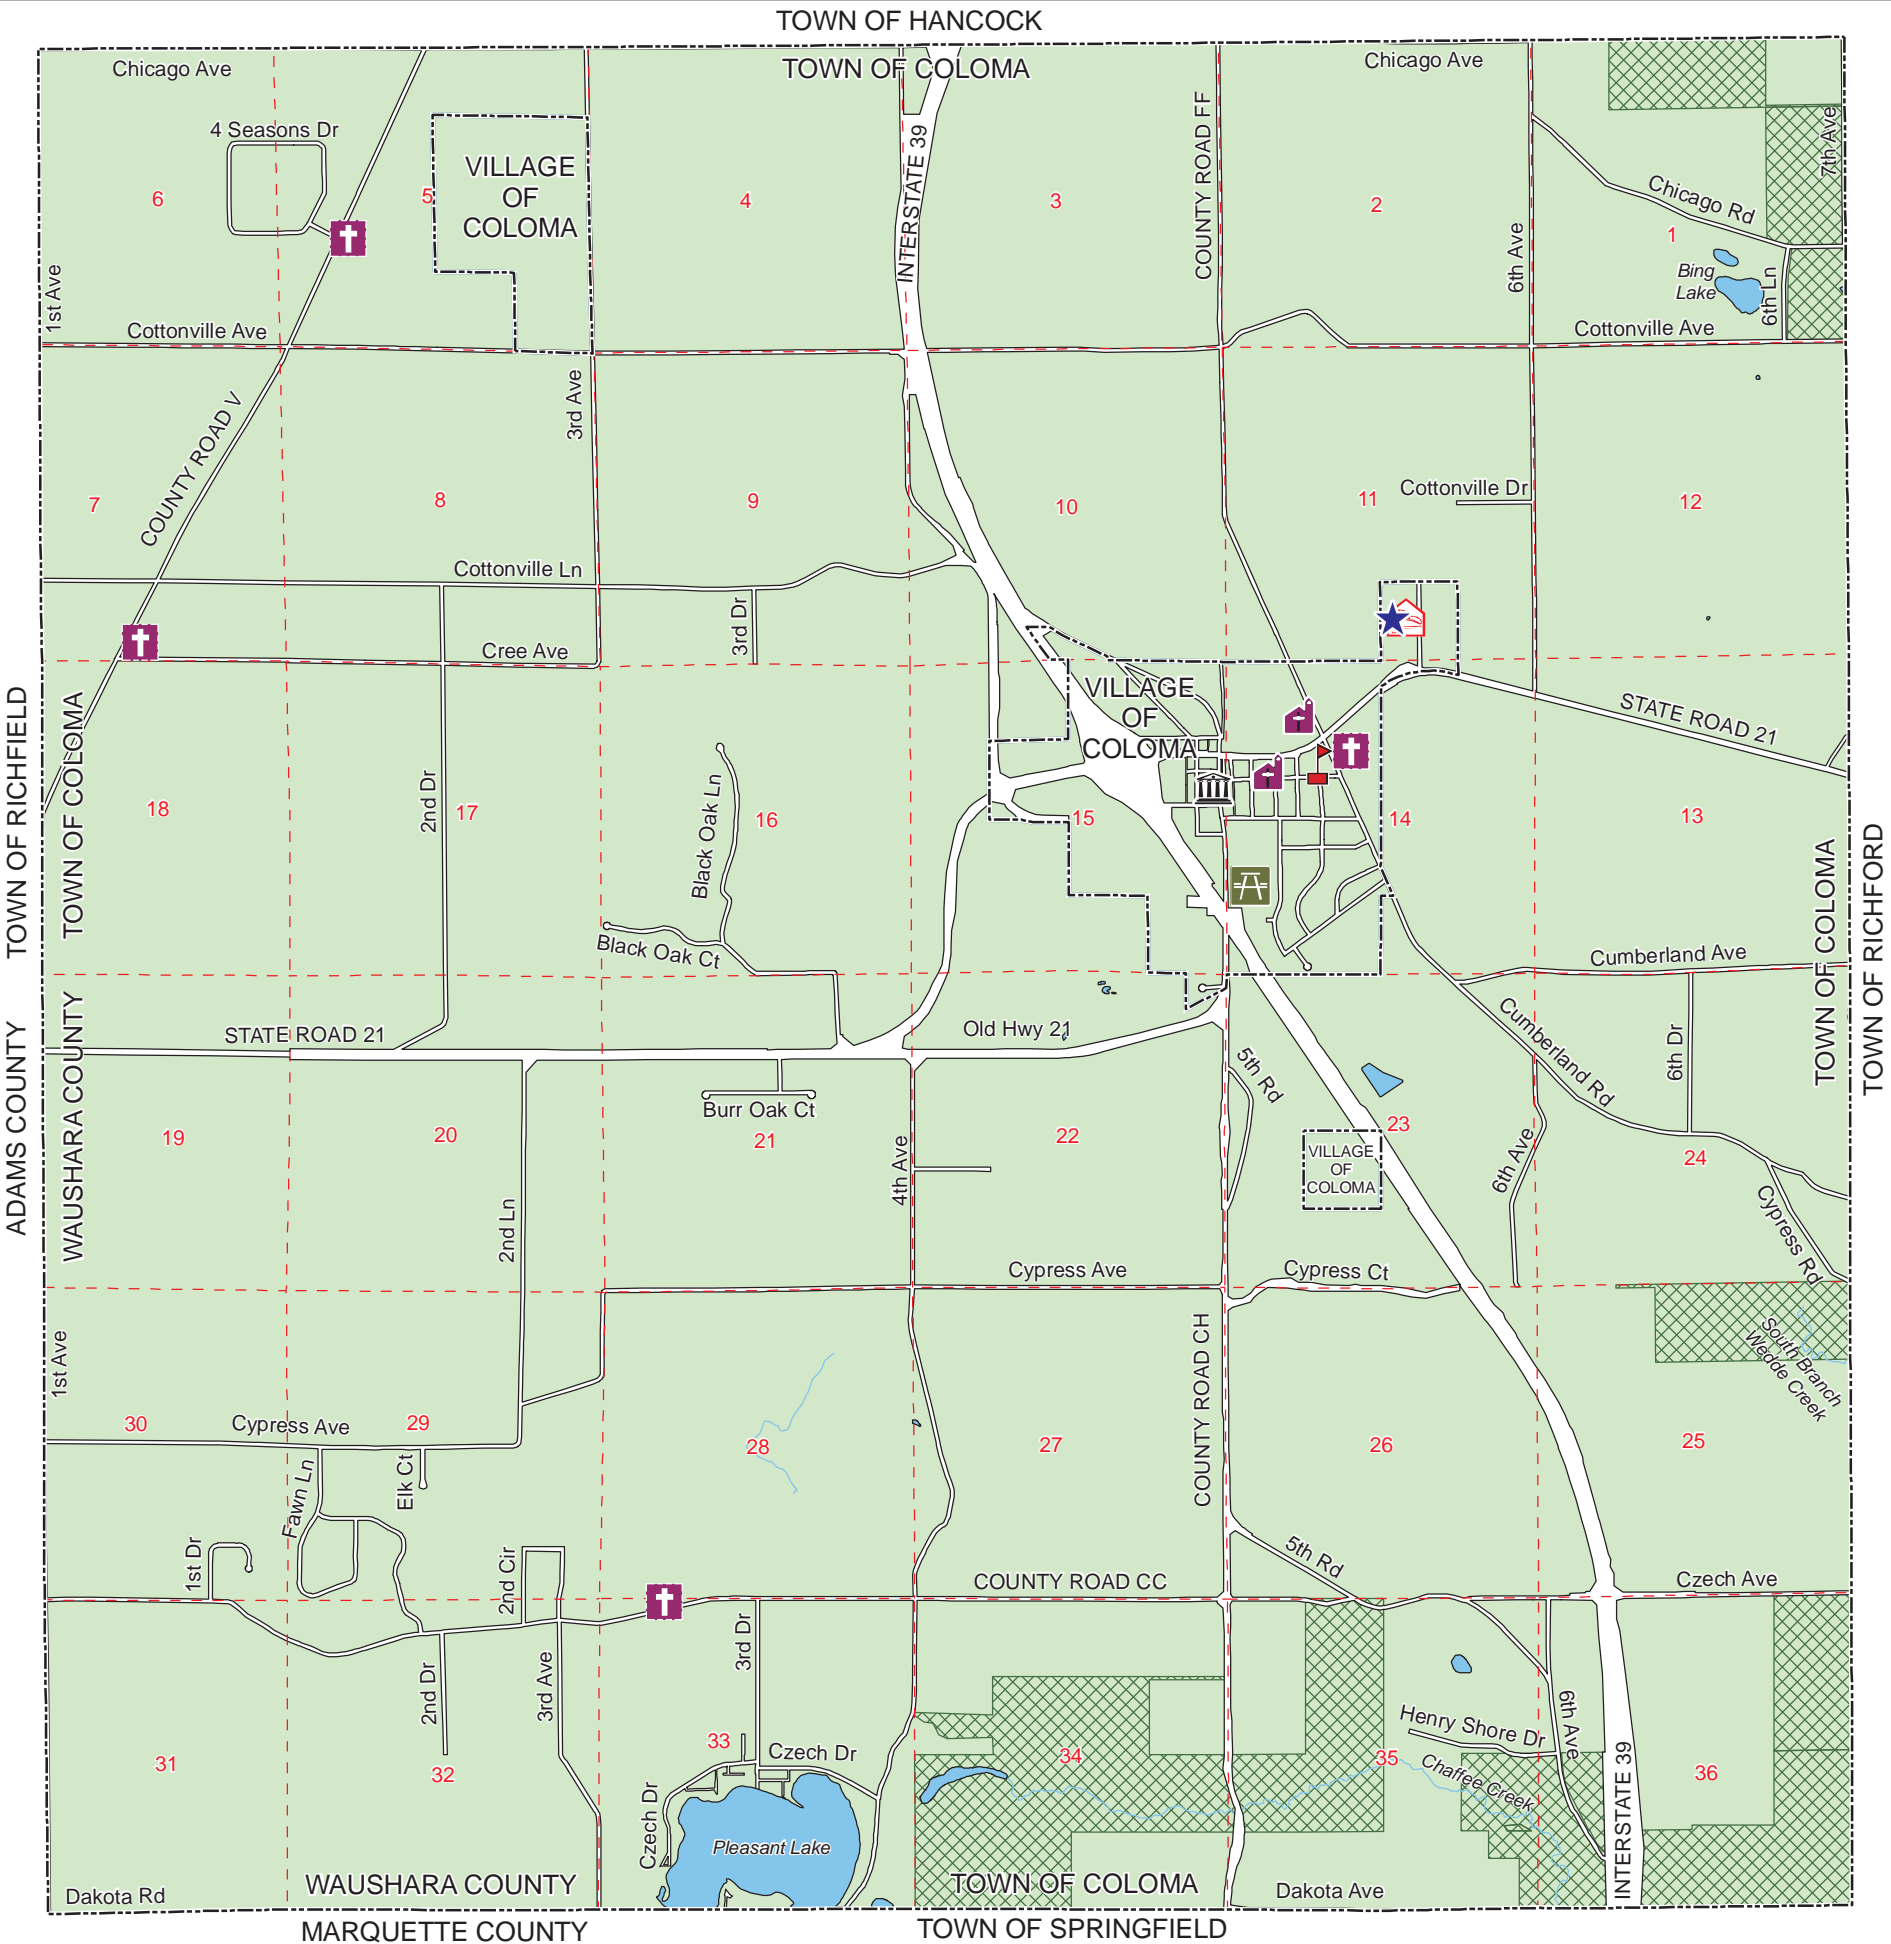 TOWN OF HANCOCK
TOWN OF COLOMA
Chicago Ave
Chicago Ave
4 Seasons Dr
VILLAGE
OF
COLOMA
INTERSTATE 39
COUNTY ROAD FF
7th Ave
Chicago Rd
6
5
4
3
2
1
6th Ave
Bing
Lake
6th Ln
1st Ave
Cottonville Ave
Cottonville Ave
3rd Ave
COUNTY ROAD V
7
8
9
10
11
Cottonville Dr
12
Cottonville Ln
3rd Dr
Cree Ave
VILLAGE
OF
COLOMA
STATE ROAD 21
TOWN OF RICHFIELD
TOWN OF COLOMA
18
2nd Dr
17
Black Oak Ln
16
15
14
13
TOWN OF COLOMA
TOWN OF RICHFORD
Black Oak Ct
Cumberland Ave
STATE ROAD 21
Old Hwy 21
Cumberland Rd
6th Dr
5th Rd
ADAMS COUNTY
WAUSHARA COUNTY
Burr Oak Ct
19
20
21
22
23
24
4th Ave
VILLAGE
OF
COLOMA
6th Ave
2nd Ln
Cypress Rd
Cypress Ave
Cypress Ct
1st Ave
COUNTY ROAD CH
South Branch
Wedde Creek
30
Cypress Ave
29
28
27
26
25
Fawn Ln
Elk Ct
1st Dr
2nd Cir
5th Rd
COUNTY ROAD CC
Czech Ave
2nd Dr
3rd Ave
3rd Dr
Henry Shore Dr
6th Ave
31
32
33
Czech Dr
34
35
Chaffee Creek
36
INTERSTATE 39
Czech Dr
Pleasant Lake
WAUSHARA COUNTY
TOWN OF COLOMA
Dakota Rd
Dakota Ave
MARQUETTE COUNTY
TOWN OF SPRINGFIELD